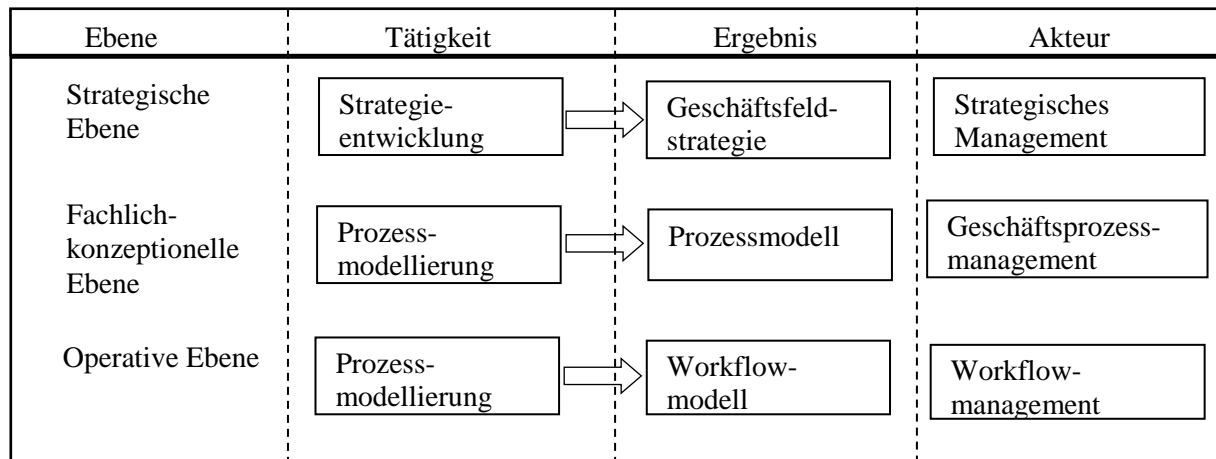 Ebene Tätigkeit Ergebnis Akteur
Strategische
Ebene
Strategie-
entwicklung
Geschäftsfeld-
strategie
Strategisches
Management
Fachlich-
konzeptionelle
Ebene
Prozess-
modellierung
Prozessmodell
Geschäftsprozess-
management
Operative Ebene
Prozess-
modellierung
Workflow-
modell
Workflow-
management